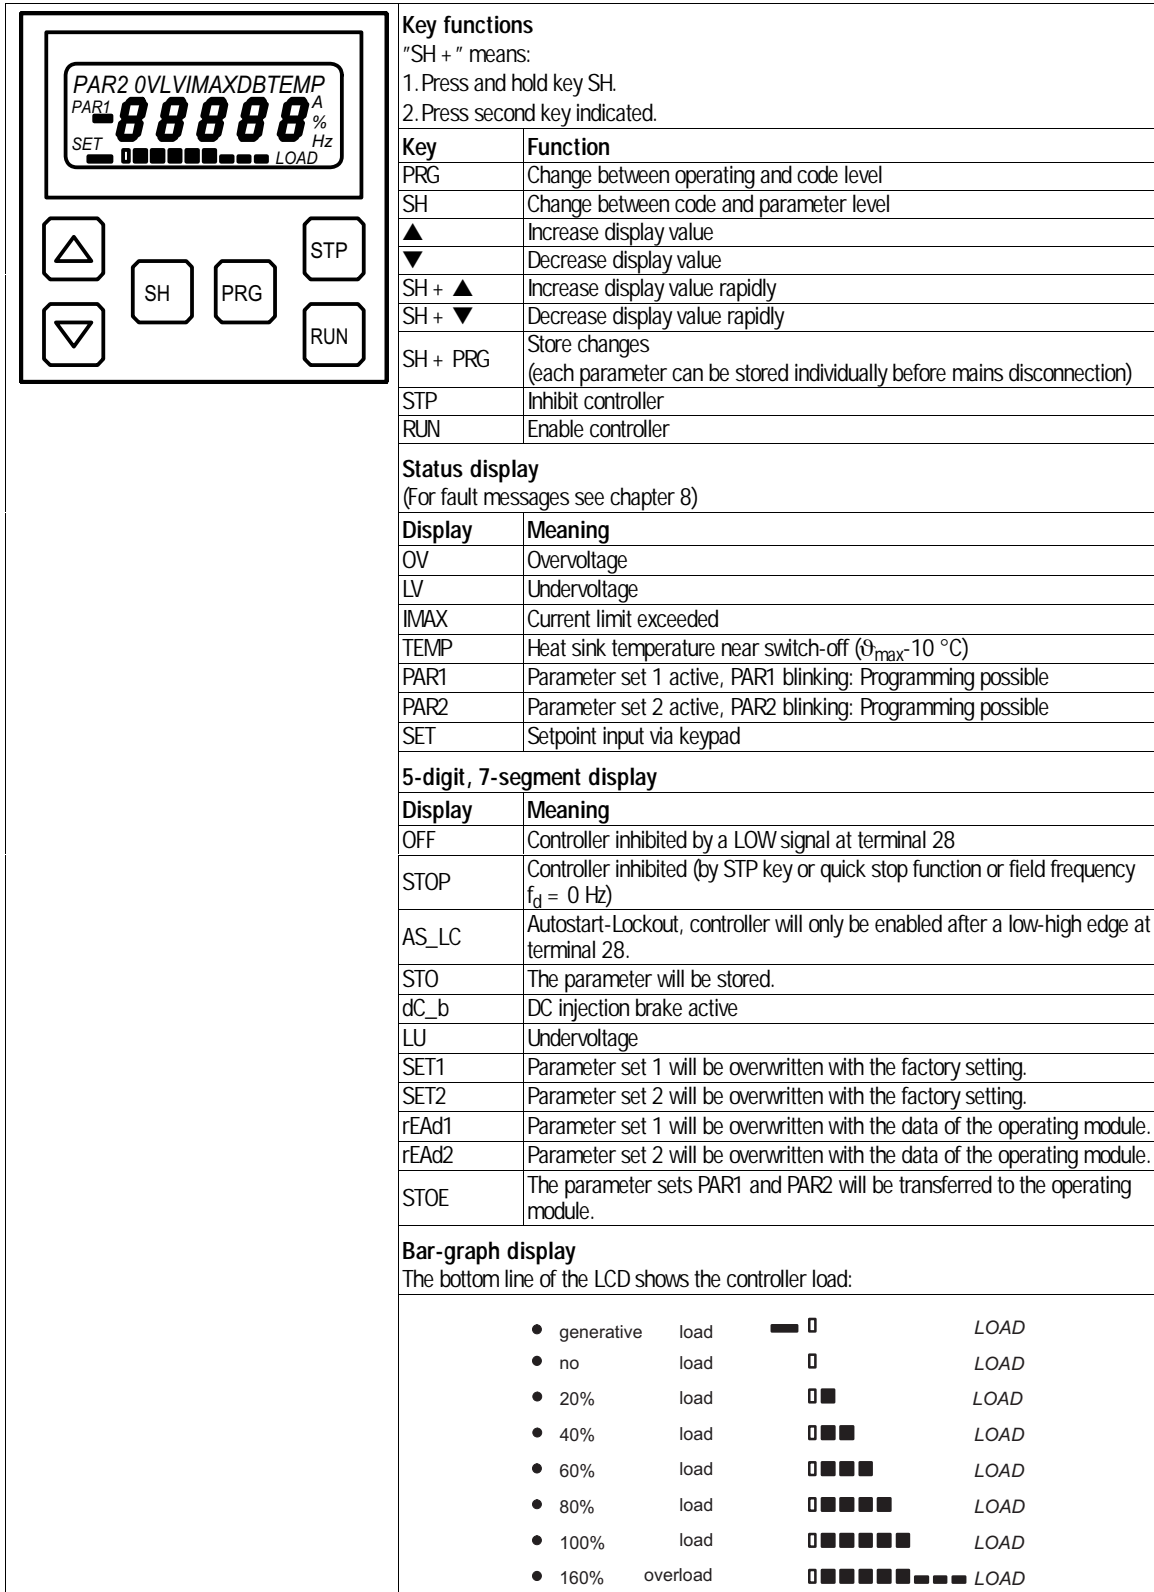 PAR2 0VLVIMAXDBTEMP
PAR1 -88888 A
%
Hz
SET LOAD
STP
SH PRG
RUN
Key functions
"SH + " means:
1. Press and hold key SH.
2. Press second key indicated.
Key Function
PRG Change between operating and code level
SH Change between code and parameter level
▲ Increase display value
▼ Decrease display value
SH + ▲ Increase display value rapidly
SH + ▼ Decrease display value rapidly
SH + PRG Store changes
(each parameter can be stored individually before mains disconnection)
STP Inhibit controller
RUN Enable controller
Status display
(For fault messages see chapter 8)
Display Meaning
OV Overvoltage
LV Undervoltage
IMAX Current limit exceeded
TEMP Heat sink temperature near switch-off (ϑmax-10 °C)
PAR1 Parameter set 1 active, PAR1 blinking: Programming possible
PAR2 Parameter set 2 active, PAR2 blinking: Programming possible
SET Setpoint input via keypad
5-digit, 7-segment display
Display Meaning
OFF Controller inhibited by a LOW signal at terminal 28
STOP Controller inhibited (by STP key or quick stop function or field frequency
fd = 0 Hz)
AS_LC Autostart-Lockout, controller will only be enabled after a low-high edge at
terminal 28.
STO The parameter will be stored.
dC_b DC injection brake active
LU Undervoltage
SET1 Parameter set 1 will be overwritten with the factory setting.
SET2 Parameter set 2 will be overwritten with the factory setting.
rEAd1 Parameter set 1 will be overwritten with the data of the operating module.
rEAd2 Parameter set 2 will be overwritten with the data of the operating module.
STOE The parameter sets PAR1 and PAR2 will be transferred to the operating
module.
Bar-graph display
The bottom line of the LCD shows the controller load:
● generative load LOAD
● no load LOAD
● 20% load LOAD
● 40% load LOAD
● 60% load LOAD
● 80% load LOAD
● 100% load LOAD
● 160% overload LOAD